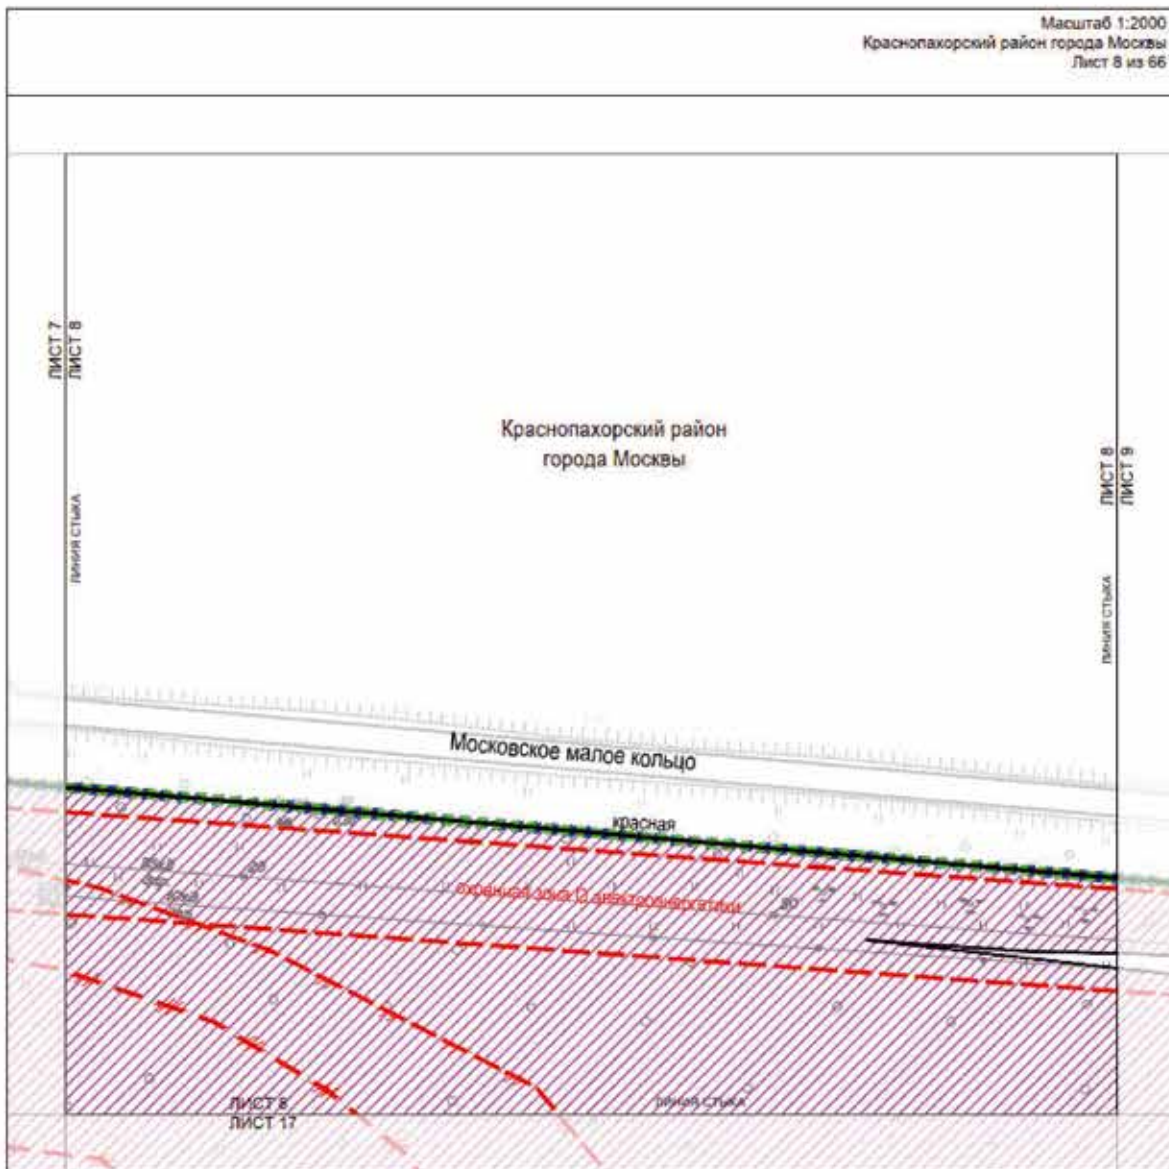 Масштаб 1:2000
Краснопахорский район города Москвы
Лист 8 из 66
ЛИСТ 7
ЛИСТ 8
ЛИНИЯ СТЫКА
Краснопахорский район
города Москвы
ЛИСТ 8
ЛИСТ 9
ЛИНИЯ СТЫКА
Московское малое кольцо
красная
охранная зона О электроэнергетики
ЛИНИЯ СТЫКА
ЛИСТ 8
ЛИСТ 17